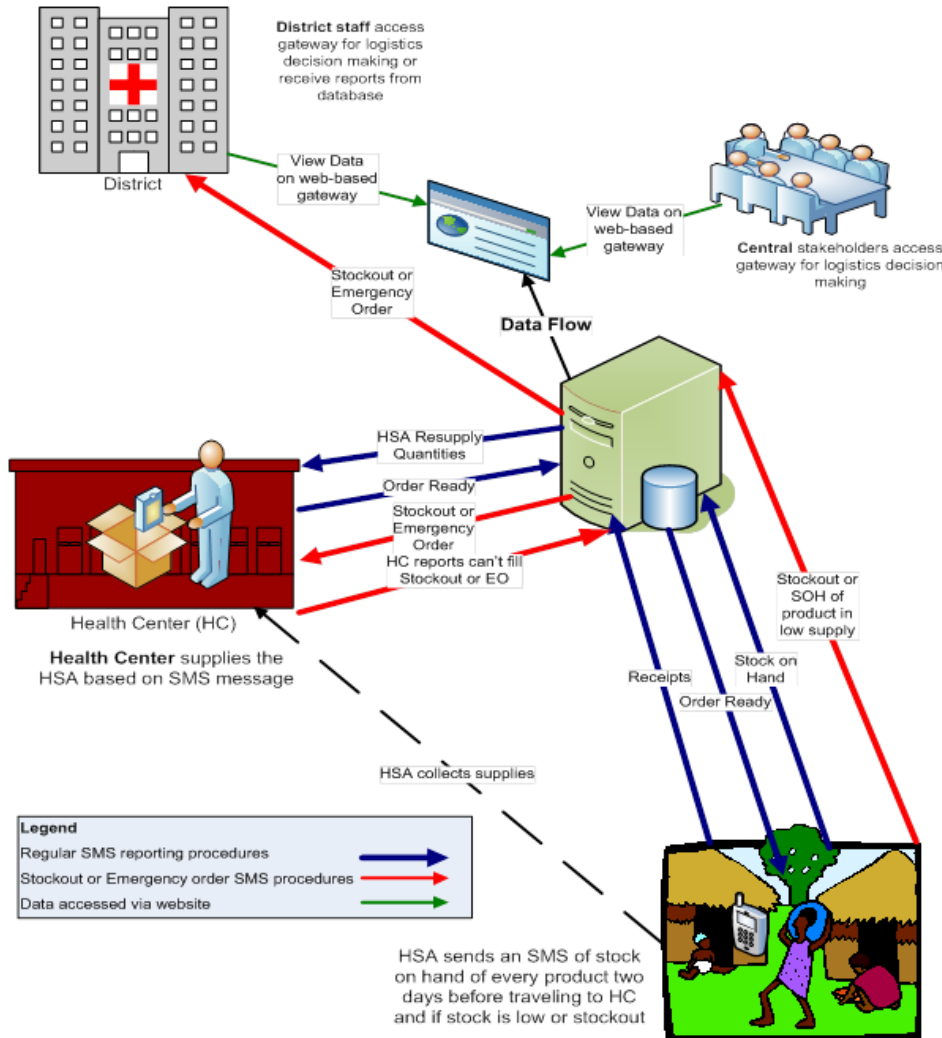 District staff access
gateway for logistics
decision making or
receive reports from
database
District
View Data
on web-based
gateway
View Data on
web-based
gateway
Central stakeholders access
gateway for logistics decision
making
Stockout or
Emergency
Order
Data Flow
HSA Resupply
Quantities
Order Ready
Stockout or
Emergency
Order
HC reports can't fill
Stockout or EO
Health Center (HC)
Health Center supplies the
HSA based on SMS message
Stockout or
SOH of
product in
low supply
Receipts
Stock on
Hand
Order Ready
HSA collects supplies
Legend
Regular SMS reporting procedures
Stockout or Emergency order SMS procedures
Data accessed via website
HSA sends an SMS of stock
on hand of every product two
days before traveling to HC
and if stock is low or stockout